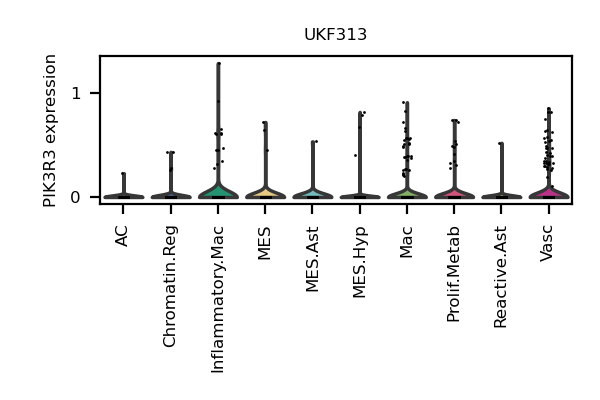 UKF313
PIK3R3 expression
1
0
AC
Chromatin.Reg
Inflammatory.Mac
MES
MES.Ast
MES.Hyp
Mac
Prolif.Metab
Reactive.Ast
Vasc